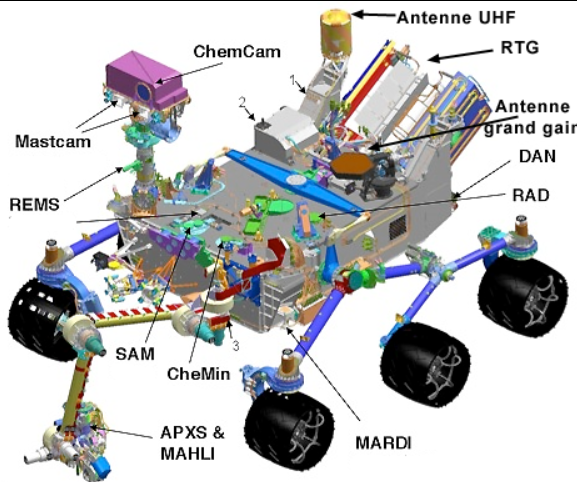 Antenne UHF
ChemCam
RTG
1
2
Antenne
grand gain
Mastcam
DAN
REMS
RAD
SAM
CheMin
3
APXS &
MAHLI
MARDI